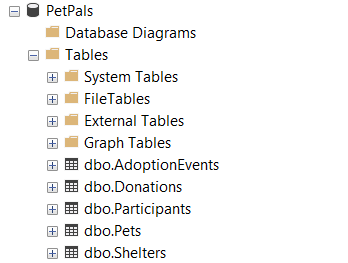 PetPals
Database Diagrams
Tables
System Tables
FileTables
External Tables
Graph Tables
dbo.AdoptionEvents
dbo.Donations
dbo.Participants
dbo.Pets
dbo.Shelters